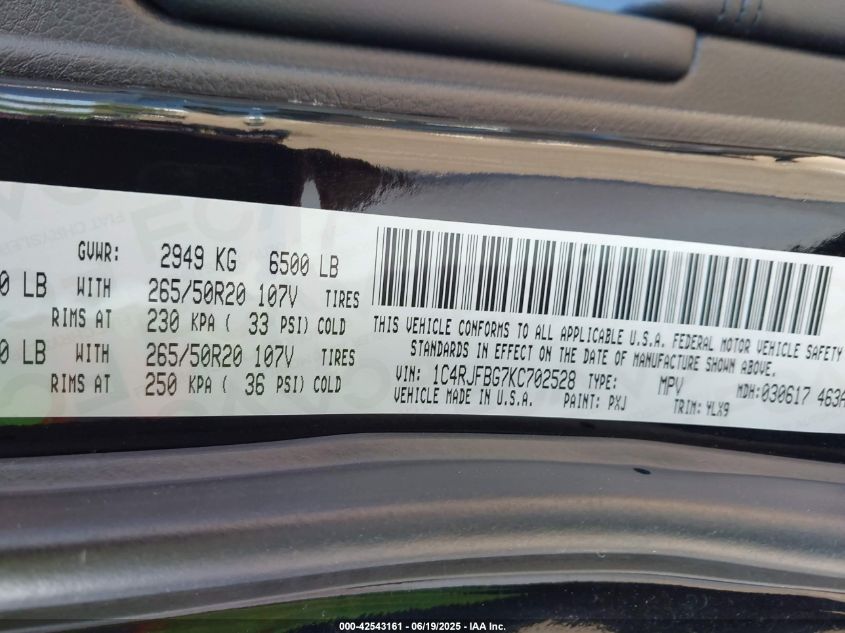 GVWR: 2949 KG 6500 LB
0 LB WITH 265/50R20 107V TIRES
RIMS AT 230 KPA ( 33 PSI) COLD
0 LB WITH 265/50R20 107V TIRES
RIMS AT 250 KPA ( 36 PSI) COLD
THIS VEHICLE CONFORMS TO ALL APPLICABLE U.S.A. FEDERAL MOTOR VEHICLE SAFETY
STANDARDS IN EFFECT ON THE DATE OF MANUFACTURE SHOWN ABOVE.
VIN: 1C4RJFBG7KC702528 TYPE: MPV MDH:030617 463A
VEHICLE MADE IN U.S.A. PAINT: PXJ TRIM: YLX9
000-42543161 - 06/19/2025 - IAA Inc.